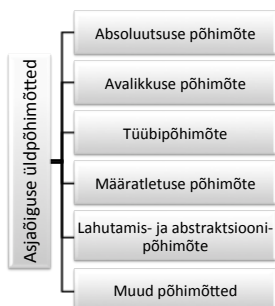 Asjaõiguse üldpõhimõtted
Absoluutsuse põhimõte
Avalikkuse põhimõte
Tüübipõhimõte
Määratletuse põhimõte
Lahutamis- ja abstraktsiooni-
põhimõte
Muud põhimõtted